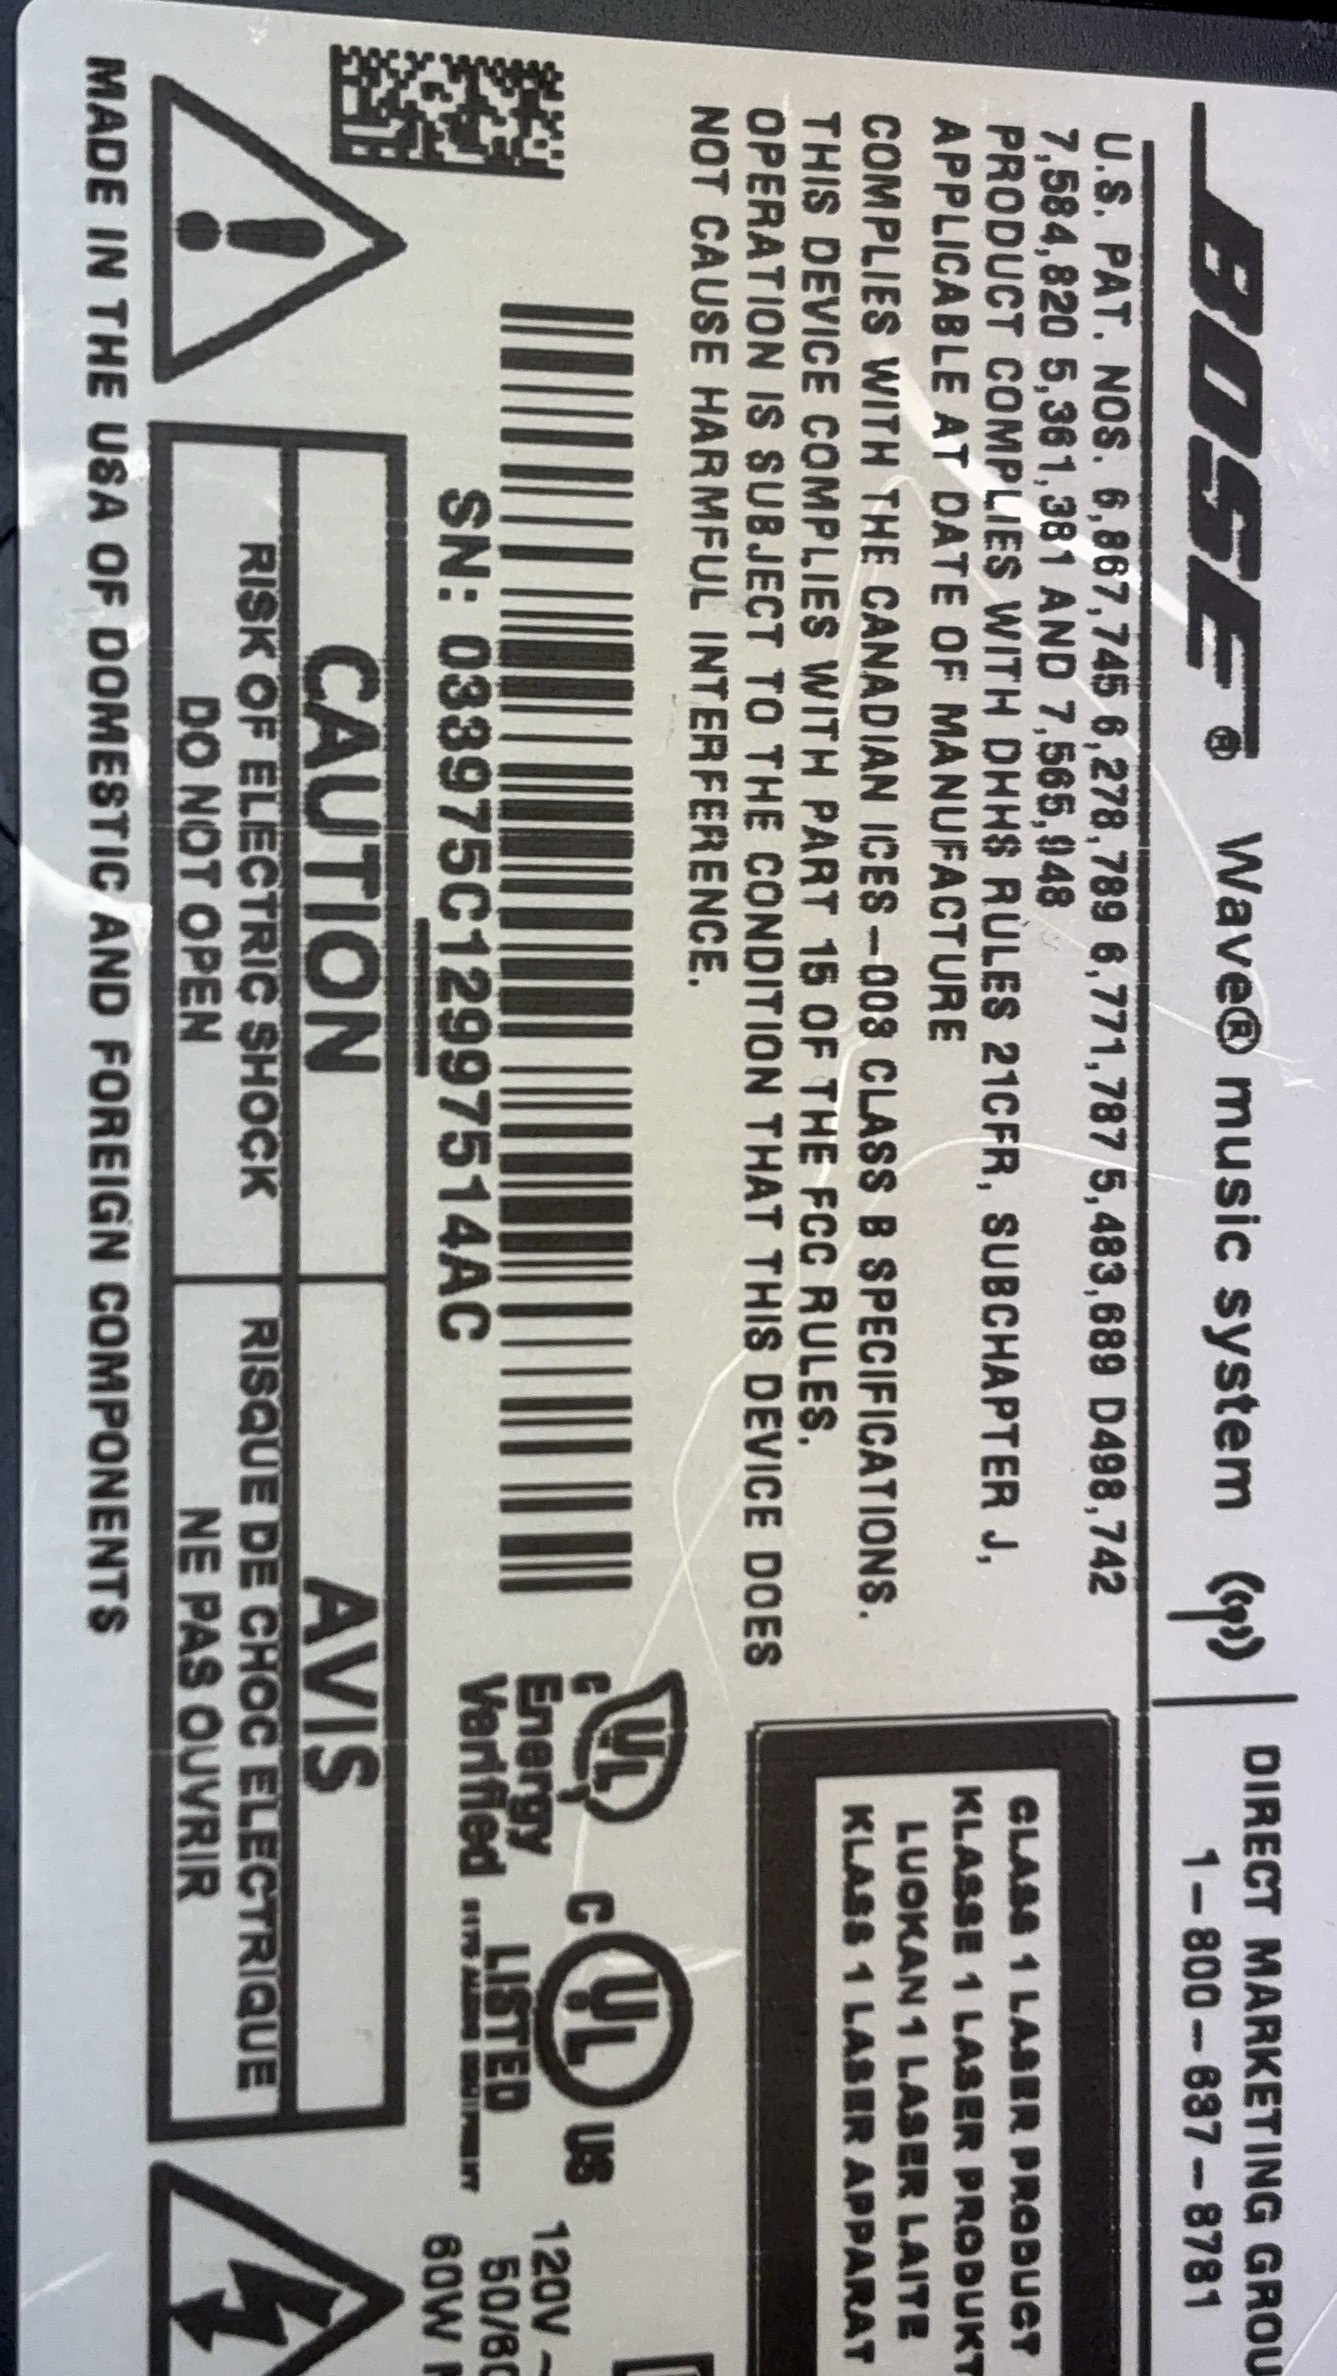 BOSE® Wave® music system
DIRECT MARKETING GROU
1-800-637-8781
U.S. PAT. NOS. 6,867,745 6,278,789 6,771,787 5,483,689 D498,742
7,584,820 5,361,381 AND 7,565,948
PRODUCT COMPLIES WITH DHHS RULES 21CFR, SUBCHAPTER J,
APPLICABLE AT DATE OF MANUFACTURE
COMPLIES WITH THE CANADIAN ICES-003 CLASS B SPECIFICATIONS.
THIS DEVICE COMPLIES WITH PART 15 OF THE FCC RULES.
OPERATION IS SUBJECT TO THE CONDITION THAT THIS DEVICE DOES
NOT CAUSE HARMFUL INTERFERENCE.
CLASS 1 LASER PRODUCT
KLASSE 1 LASER PRODUKT
LUOKAN 1 LASER LAITE
KLASS 1 LASER APPARAT
SN: 033975C12997514AC
C UL
Energy
Verified
C UL US
LISTED
120V ~
50/60
60W
CAUTION
RISK OF ELECTRIC SHOCK
DO NOT OPEN
AVIS
RISQUE DE CHOC ELECTRIQUE
NE PAS OUVRIR
MADE IN THE USA OF DOMESTIC AND FOREIGN COMPONENTS